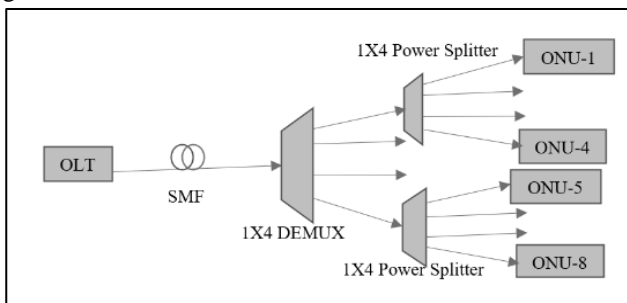 1X4 Power Splitter
ONU-1
OLT
SMF
ONU-4
ONU-5
1X4 DEMUX
1X4 Power Splitter
ONU-8